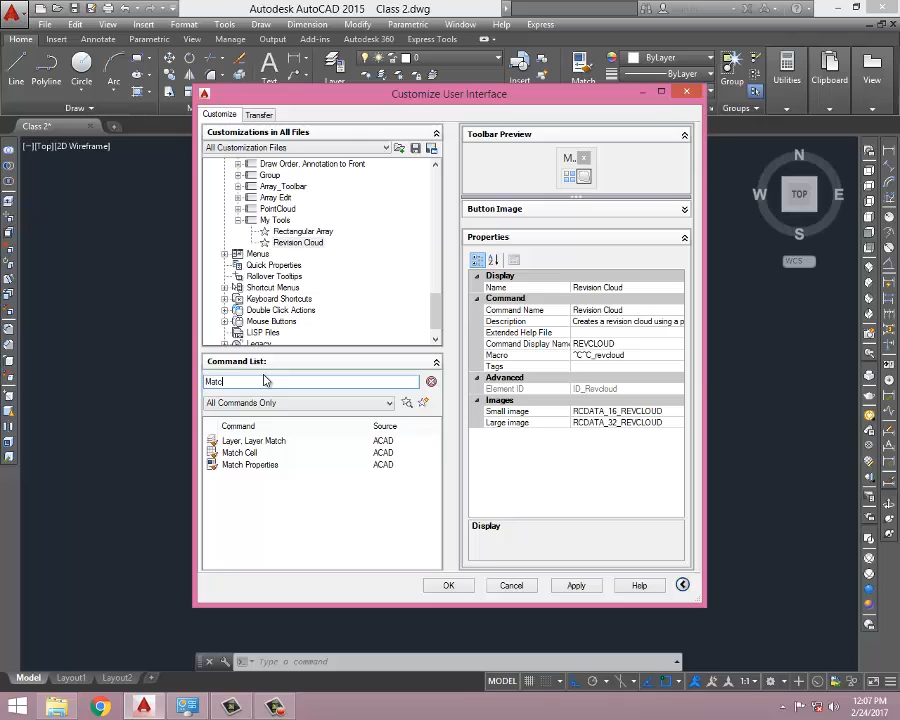 Autodesk AutoCAD 2015 Class 2.dwg
File Edit View Insert Format Tools Draw Dimension Modify Parametric Window Help Express
Home Insert Annotate Parametric View Manage Output Autodesk 360 Express Tools
Line Polyline Circle Arc Text Layer 0 Insert Match ByLayer Group Utilities Clipboard View
ByLayer
Draw Groups
Class 2*
[−][Top][2D Wireframe]
Customize User Interface
Customize Transfer
Customizations in All Files
All Customization Files
Draw Order, Annotation to Front
Group
Array_Toolbar
Array Edit
PointCloud
My Tools
Rectangular Array
Revision Cloud
Menus
Quick Properties
Rollover Tooltips
Shortcut Menus
Keyboard Shortcuts
Double Click Actions
Mouse Buttons
LISP Files
Legacy
Command List:
Matc
All Commands Only
Command Source
Layer, Layer Match ACAD
Match Cell ACAD
Match Properties ACAD
Toolbar Preview
M..
Button Image
Properties
Display
Name Revision Cloud
Command
Command Name Revision Cloud
Description Creates a revision cloud using a p
Extended Help File
Command Display Name REVCLOUD
Macro ^C^C_revcloud
Tags
Advanced
Element ID ID_Revcloud
Images
Small image RCDATA_16_REVCLOUD
Large image RCDATA_32_REVCLOUD
Display
OK Cancel Apply Help
N
W TOP E
S
WCS
Type a command
Model Layout1 Layout2
MODEL 1:1
12:07 PM
2/24/2017